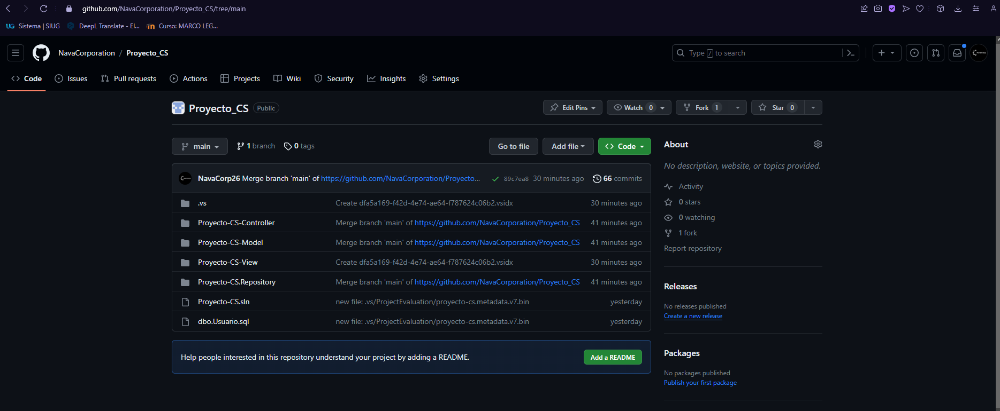 github.com/NavaCorporation/Proyecto_CS/tree/main
UG Sistema | SIUG DeepL Translate - El... Curso: MARCO LEG...
NavaCorporation / Proyecto_CS Type / to search
Code Issues Pull requests Actions Projects Wiki Security Insights Settings
Proyecto_CS Public Edit Pins Watch 0 Fork 1 Star 0
main 1 branch 0 tags Go to file Add file Code
NavaCorp26 Merge branch 'main' of https://github.com/NavaCorporation/Proyecto... 89c7ea8 30 minutes ago 66 commits
.vs Create dfa5a169-f42d-4e74-ae64-f787624c06b2.vsidx 30 minutes ago
Proyecto-CS-Controller Merge branch 'main' of https://github.com/NavaCorporation/Proyecto_CS 41 minutes ago
Proyecto-CS-Model Merge branch 'main' of https://github.com/NavaCorporation/Proyecto_CS 41 minutes ago
Proyecto-CS-View Create dfa5a169-f42d-4e74-ae64-f787624c06b2.vsidx 30 minutes ago
Proyecto-CS.Repository Merge branch 'main' of https://github.com/NavaCorporation/Proyecto_CS 41 minutes ago
Proyecto-CS.sln new file: .vs/ProjectEvaluation/proyecto-cs.metadata.v7.bin yesterday
dbo.Usuario.sql new file: .vs/ProjectEvaluation/proyecto-cs.metadata.v7.bin yesterday
Help people interested in this repository understand your project by adding a README. Add a README
About
No description, website, or topics provided.
Activity
0 stars
0 watching
1 fork
Report repository
Releases
No releases published
Create a new release
Packages
No packages published
Publish your first package